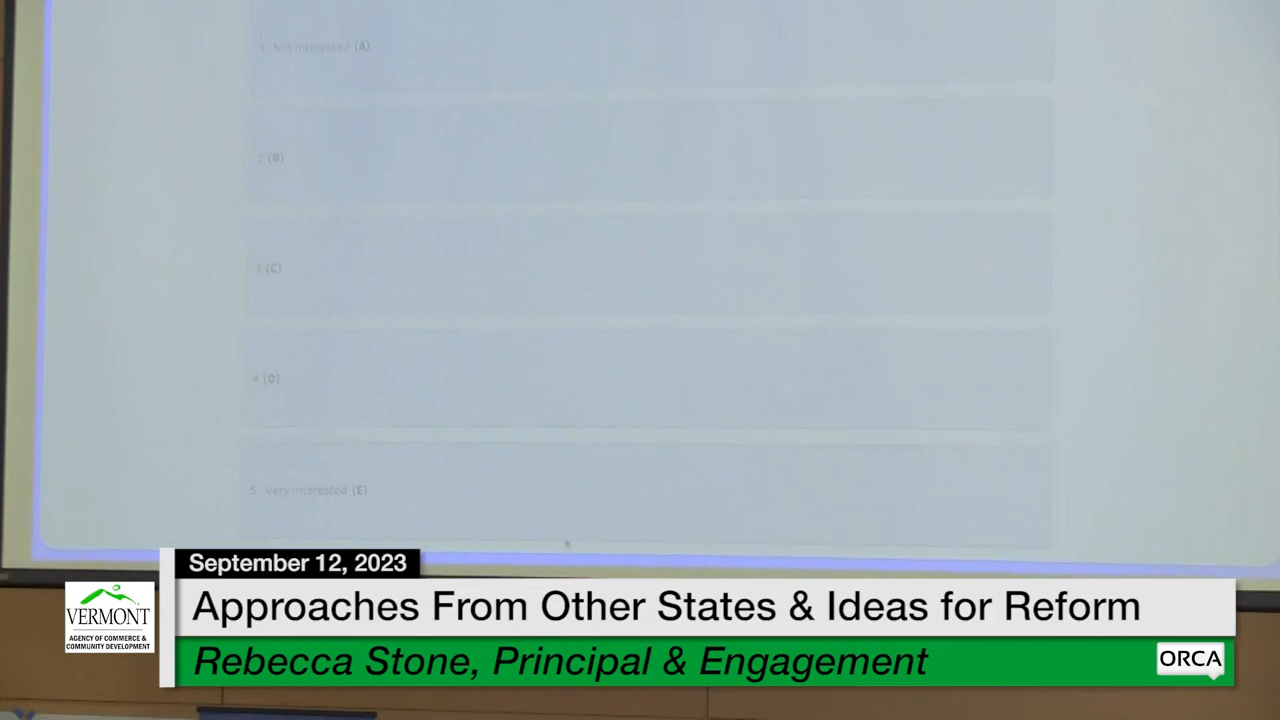 1 - Not Interested (A)
2 (B)
3 (C)
4 (D)
5 - Very interested (E)
September 12, 2023
Approaches From Other States & Ideas for Reform
Rebecca Stone, Principal & Engagement
VERMONT
AGENCY OF COMMERCE &
COMMUNITY DEVELOPMENT
ORCA